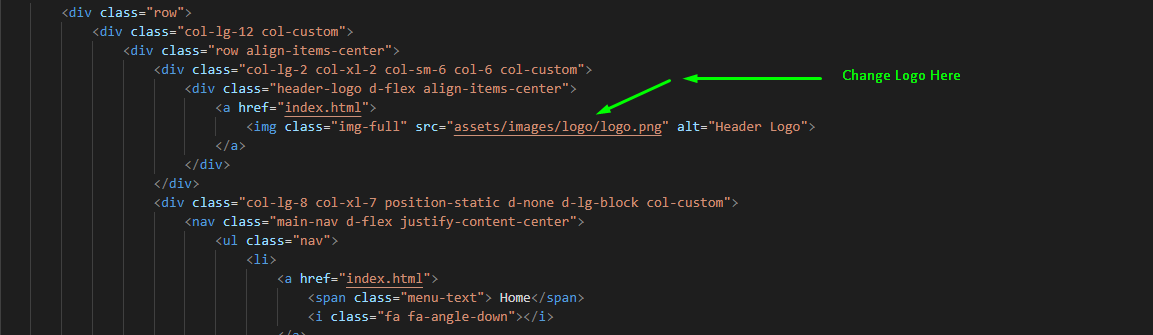 <div class="row">
<div class="col-lg-12 col-custom">
<div class="row align-items-center">
<div class="col-lg-2 col-xl-2 col-sm-6 col-6 col-custom">
<div class="header-logo d-flex align-items-center">
<a href="index.html">
<img class="img-full" src="assets/images/logo/logo.png" alt="Header Logo">
</a>
</div>
</div>
<div class="col-lg-8 col-xl-7 position-static d-none d-lg-block col-custom">
<nav class="main-nav d-flex justify-content-center">
<ul class="nav">
<li>
<a href="index.html">
<span class="menu-text"> Home</span>
<i class="fa fa-angle-down"></i>
</a>
Change Logo Here